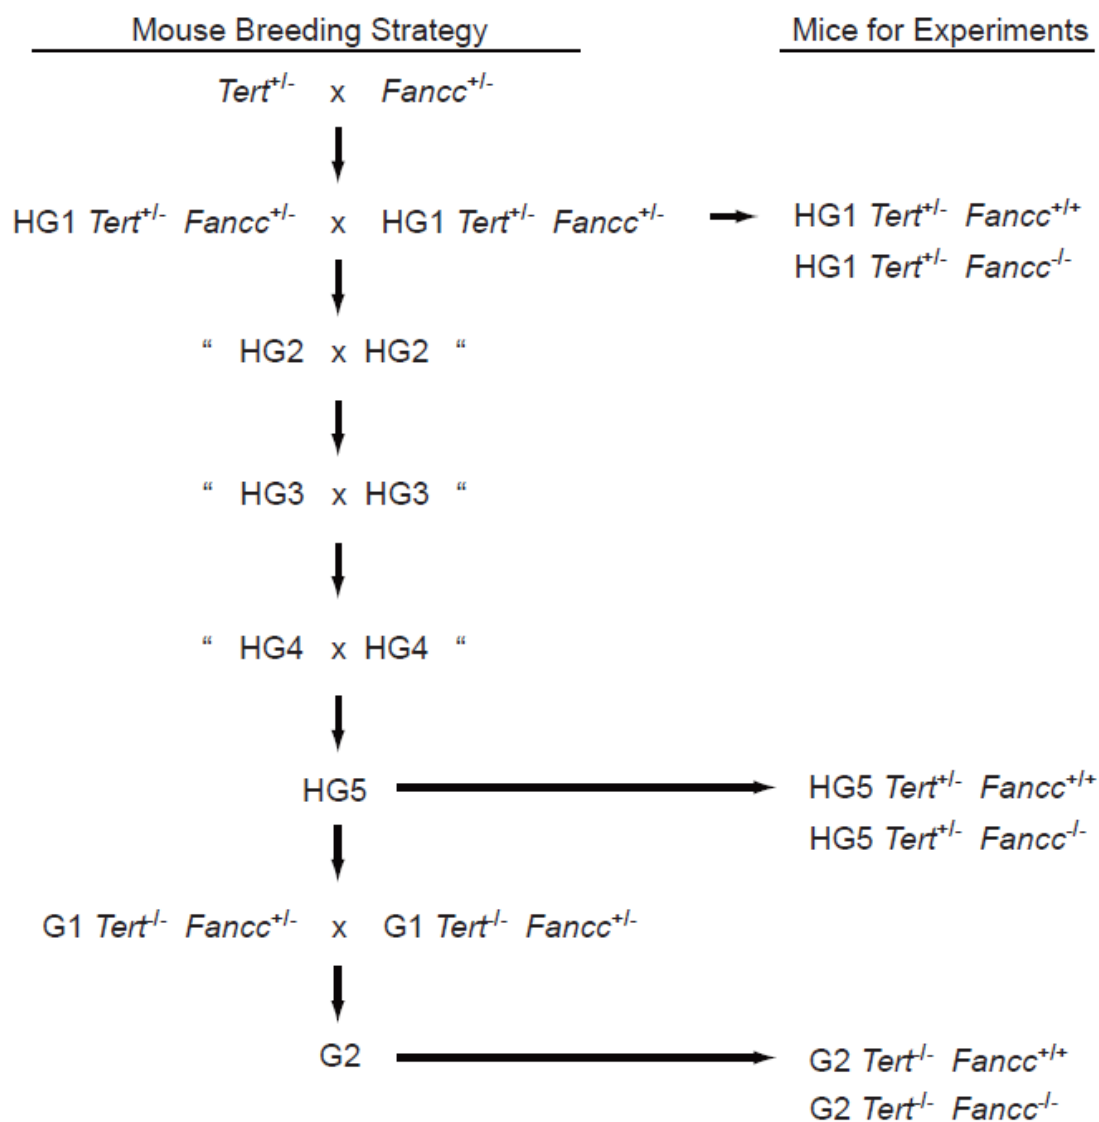 Mouse Breeding Strategy Mice for Experiments
Tert+/- x Fancc+/-
HG1 Tert+/- Fancc+/- x HG1 Tert+/- Fancc+/- HG1 Tert+/- Fancc+/+
HG1 Tert+/- Fancc-/-
“ HG2 x HG2 “
“ HG3 x HG3 “
“ HG4 x HG4 “
HG5 HG5 Tert+/- Fancc+/+
HG5 Tert+/- Fancc-/-
G1 Tert-/- Fancc+/- x G1 Tert-/- Fancc+/-
G2 G2 Tert-/- Fancc+/+
G2 Tert-/- Fancc-/-